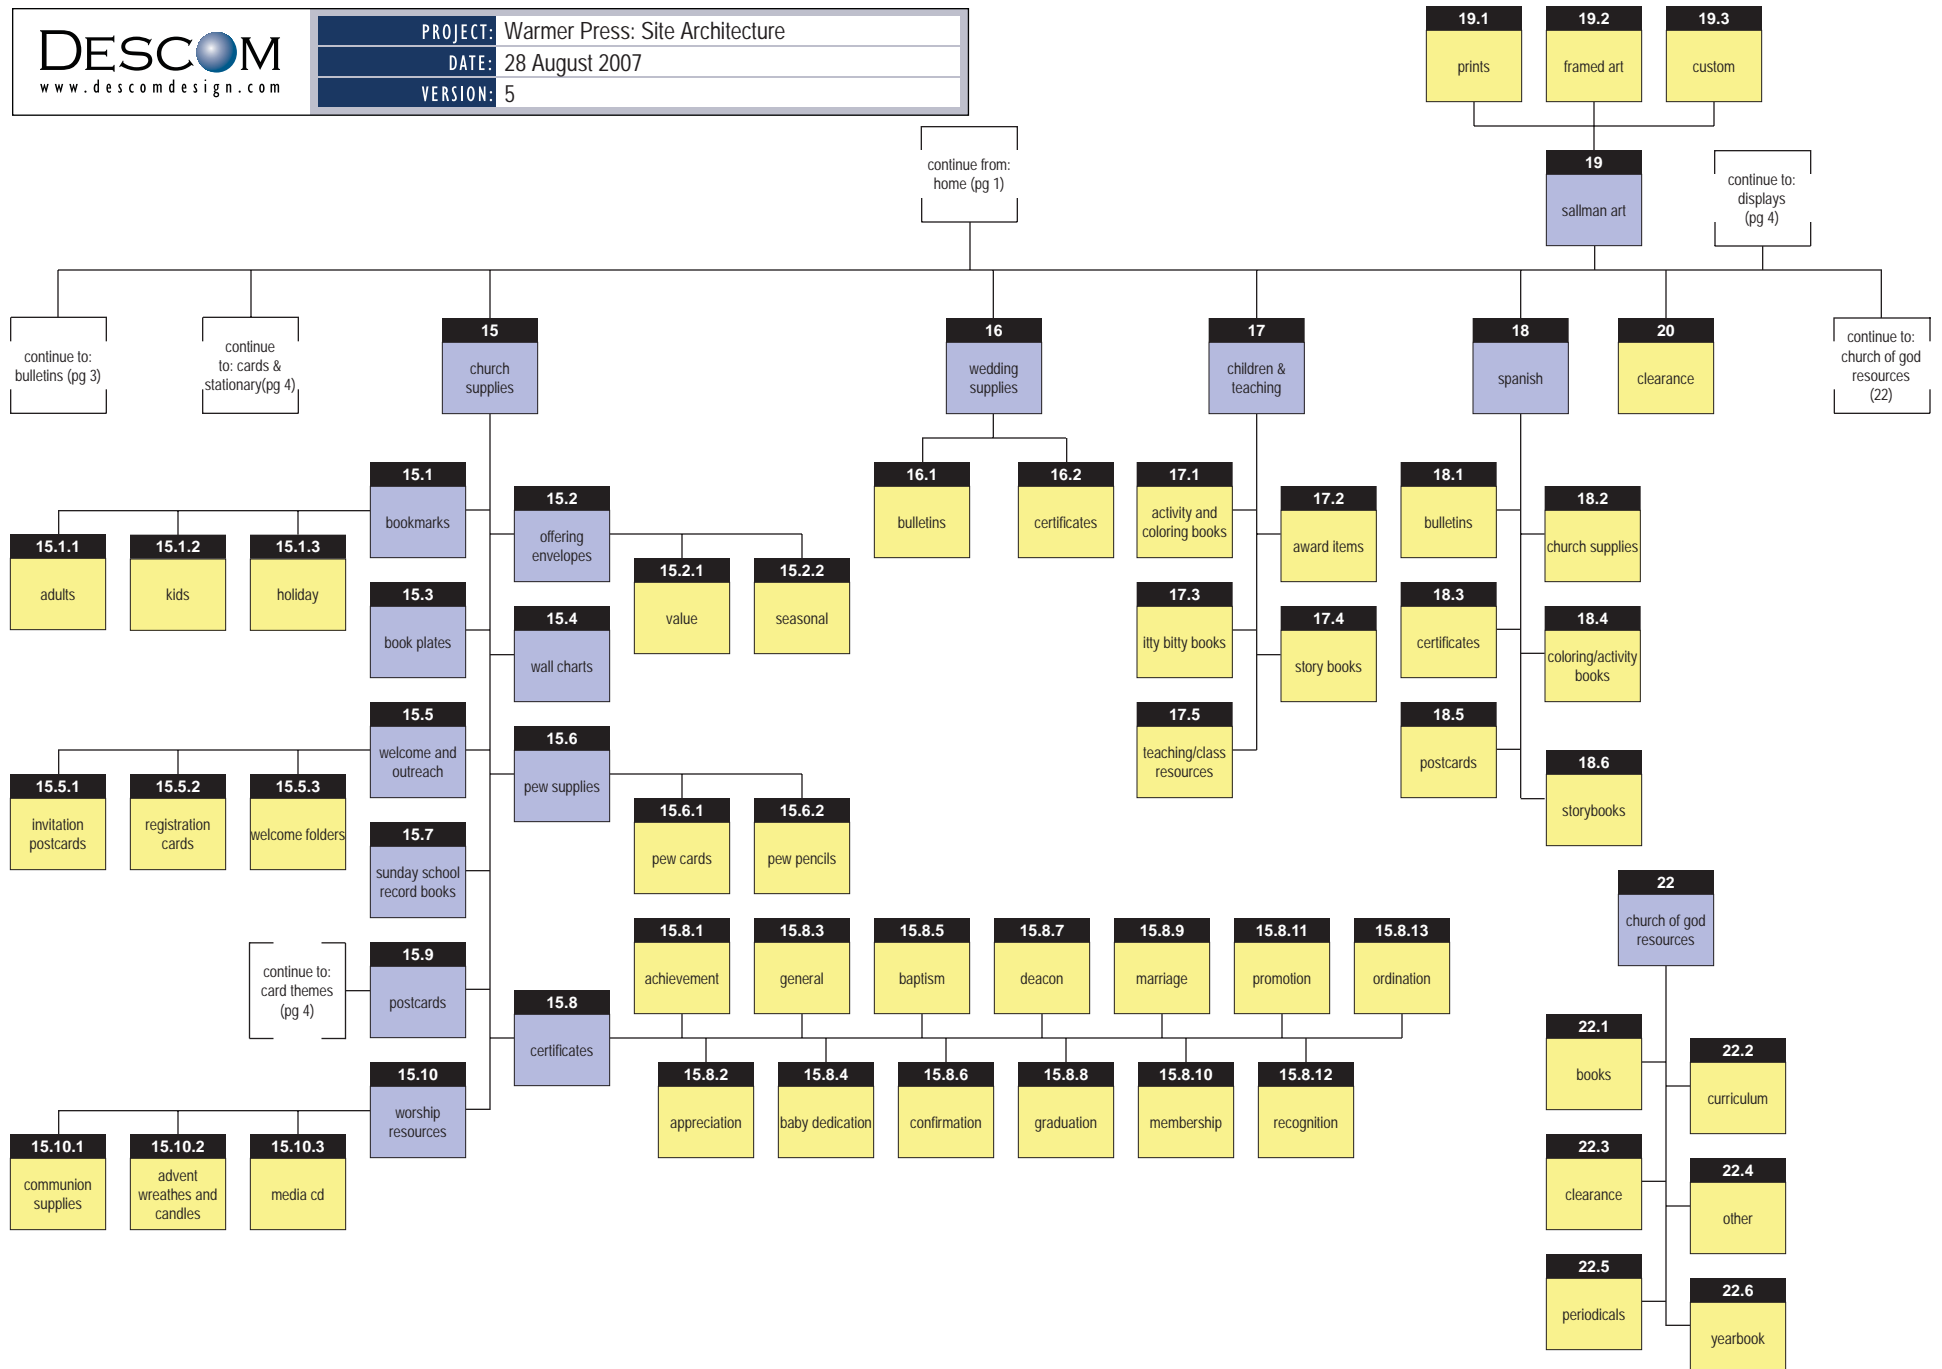 DESCOM
www.descomdesign.com
PROJECT: Warmer Press: Site Architecture
DATE: 28 August 2007
VERSION: 5
19.1
prints
19.2
framed art
19.3
custom
continue from:
home (pg 1)
19
sallman art
continue to:
displays
(pg 4)
continue to:
bulletins (pg 3)
continue
to: cards &
stationary(pg 4)
15
church
supplies
16
wedding
supplies
17
children &
teaching
18
spanish
20
clearance
continue to:
church of god
resources
(22)
15.1
bookmarks
15.2
offering
envelopes
15.1.1
adults
15.1.2
kids
15.1.3
holiday
15.2.1
value
15.2.2
seasonal
15.3
book plates
15.4
wall charts
15.5
welcome and
outreach
15.6
pew supplies
15.5.1
invitation
postcards
15.5.2
registration
cards
15.5.3
welcome folders
15.6.1
pew cards
15.6.2
pew pencils
15.7
sunday school
record books
continue to:
card themes
(pg 4)
15.9
postcards
15.8
certificates
15.8.1
achievement
15.8.3
general
15.8.5
baptism
15.8.7
deacon
15.8.9
marriage
15.8.11
promotion
15.8.13
ordination
15.8.2
appreciation
15.8.4
baby dedication
15.8.6
confirmation
15.8.8
graduation
15.8.10
membership
15.8.12
recognition
15.10
worship
resources
15.10.1
communion
supplies
15.10.2
advent
wreathes and
candles
15.10.3
media cd
16.1
bulletins
16.2
certificates
17.1
activity and
coloring books
17.2
award items
17.3
itty bitty books
17.4
story books
17.5
teaching/class
resources
18.1
bulletins
18.2
church supplies
18.3
certificates
18.4
coloring/activity
books
18.5
postcards
18.6
storybooks
22
church of god
resources
22.1
books
22.2
curriculum
22.3
clearance
22.4
other
22.5
periodicals
22.6
yearbook